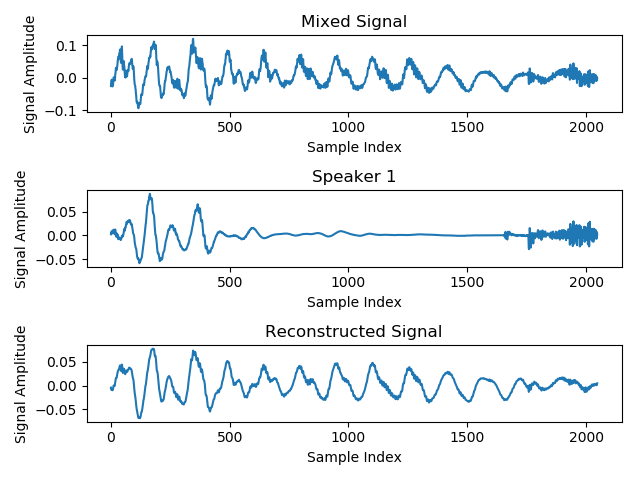 Mixed Signal
Signal Amplitude
0.1
0.0
−0.1
0
500
1000
1500
2000
Sample Index
Speaker 1
Signal Amplitude
0.05
0.00
−0.05
0
500
1000
1500
2000
Sample Index
Reconstructed Signal
Signal Amplitude
0.05
0.00
−0.05
0
500
1000
1500
2000
Sample Index